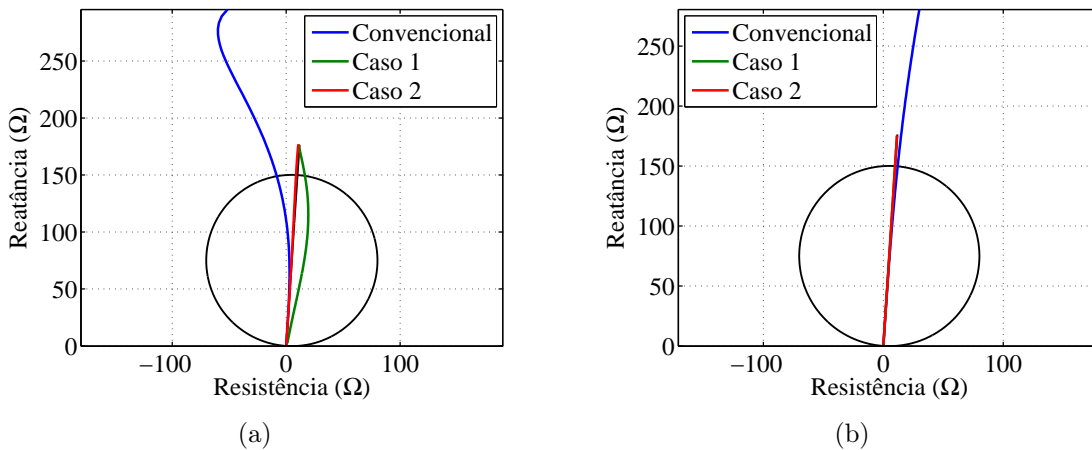 Convencional
Caso 1
Caso 2
250
200
150
100
50
0
−100
0
100
Reatância (Ω)
Resistência (Ω)
(a)
Convencional
Caso 1
Caso 2
250
200
150
100
50
0
−100
0
100
Reatância (Ω)
Resistência (Ω)
(b)